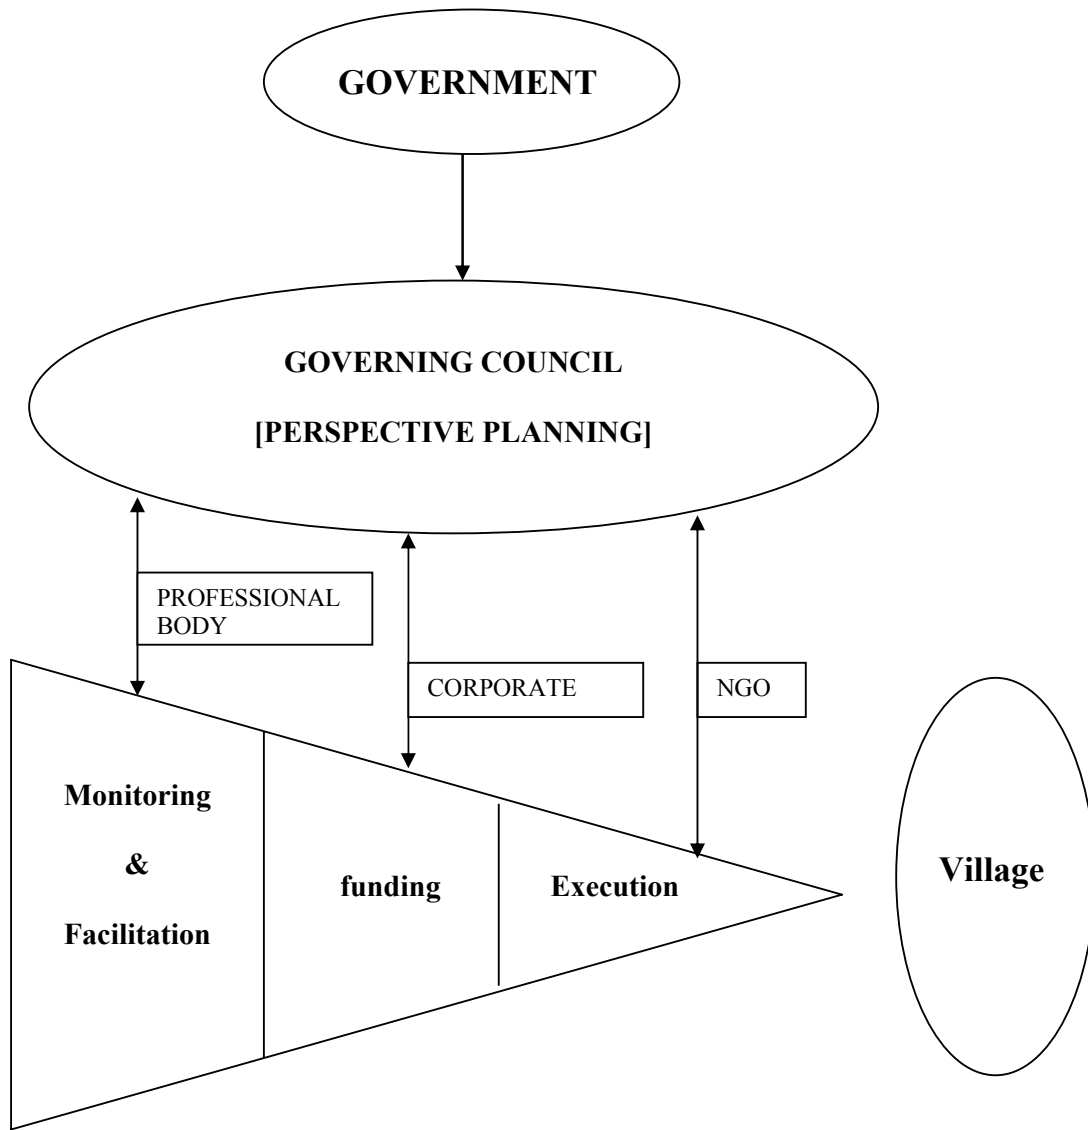 GOVERNMENT
GOVERNING COUNCIL
[PERSPECTIVE PLANNING]
PROFESSIONAL
BODY
CORPORATE
NGO
Monitoring
&
Facilitation
funding
Execution
Village